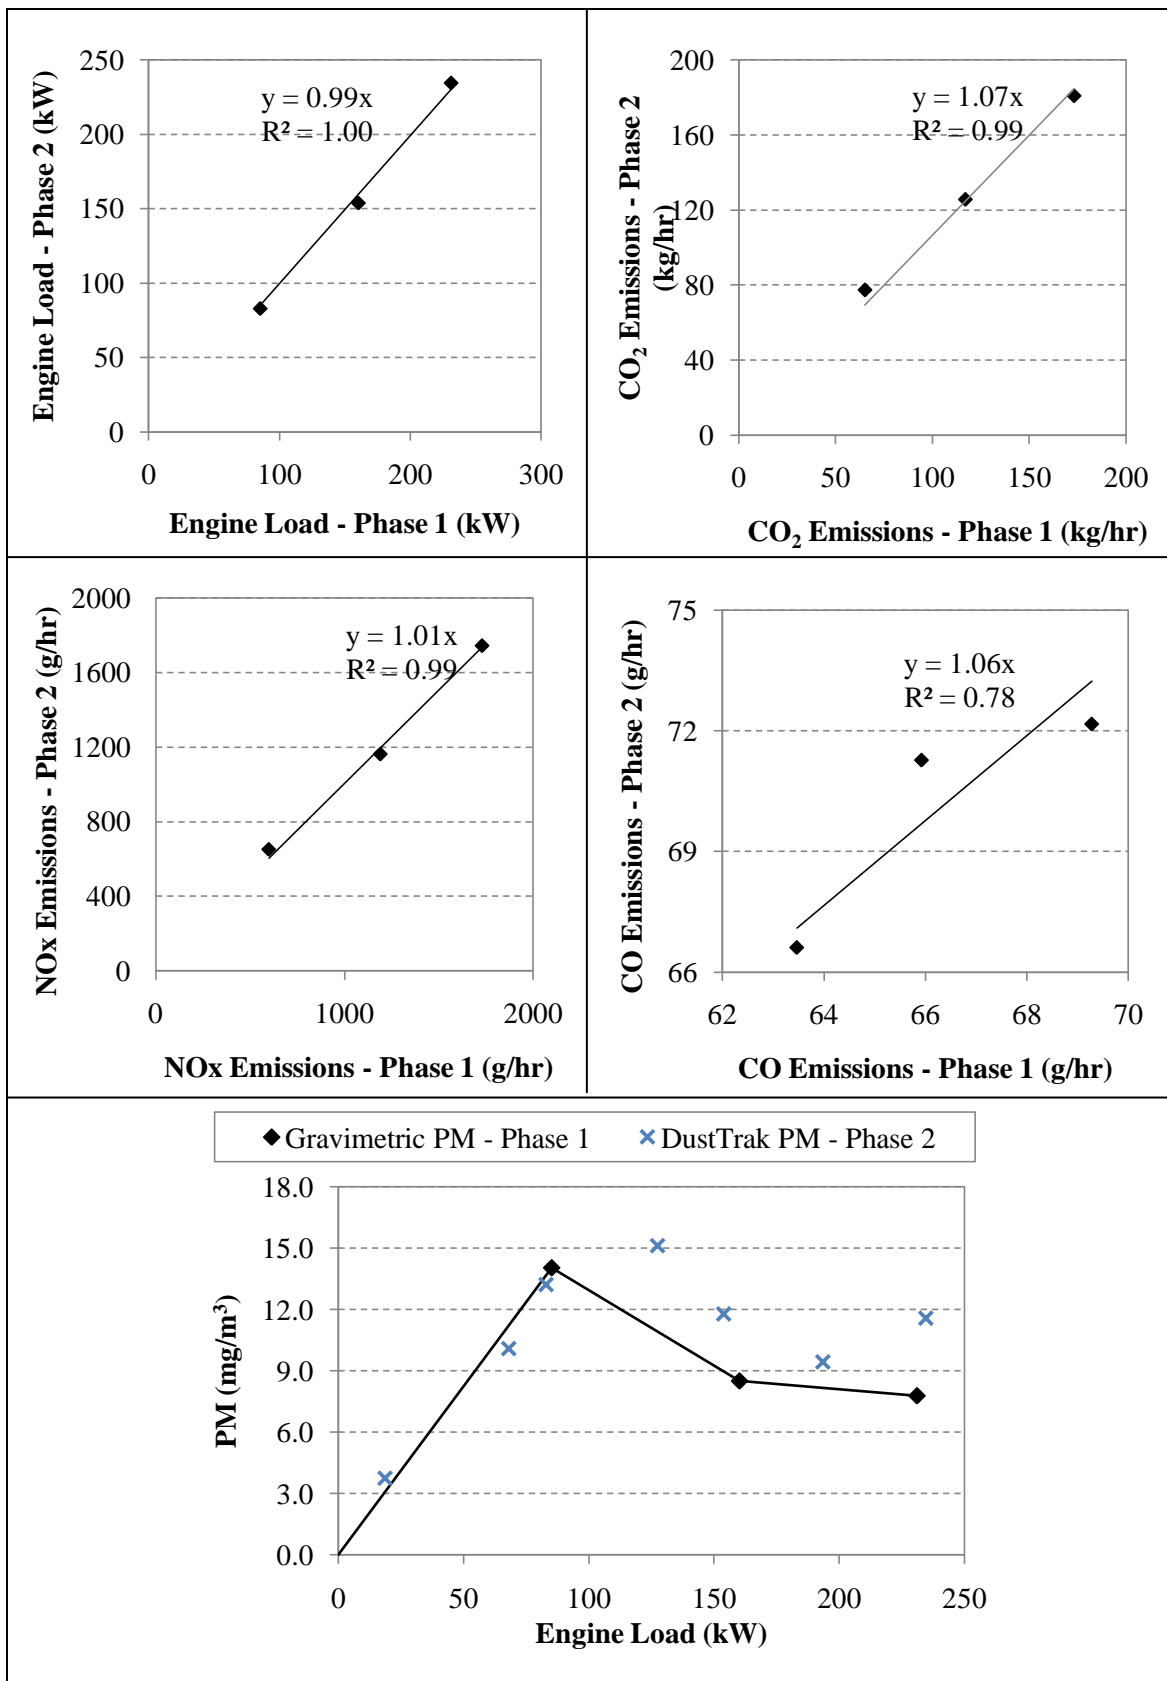 Engine Load - Phase 2 (kW)
250
200
150
100
50
0
y = 0.99x
R² = 1.00
0 100 200 300
Engine Load - Phase 1 (kW)
CO₂ Emissions - Phase 2
(kg/hr)
200
160
120
80
40
0
y = 1.07x
R² = 0.99
0 50 100 150 200
CO₂ Emissions - Phase 1 (kg/hr)
NOx Emissions - Phase 2 (g/hr)
2000
1600
1200
800
400
0
y = 1.01x
R² = 0.99
0 1000 2000
NOx Emissions - Phase 1 (g/hr)
CO Emissions - Phase 2 (g/hr)
75
72
69
66
y = 1.06x
R² = 0.78
62 64 66 68 70
CO Emissions - Phase 1 (g/hr)
Gravimetric PM - Phase 1 DustTrak PM - Phase 2
PM (mg/m³)
18.0
15.0
12.0
9.0
6.0
3.0
0.0
0 50 100 150 200 250
Engine Load (kW)